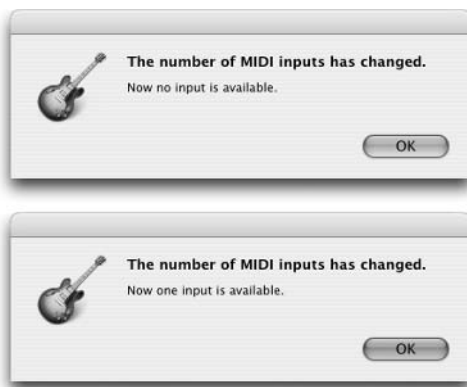 The number of MIDI inputs has changed.
Now no input is available.
OK
The number of MIDI inputs has changed.
Now one input is available.
OK